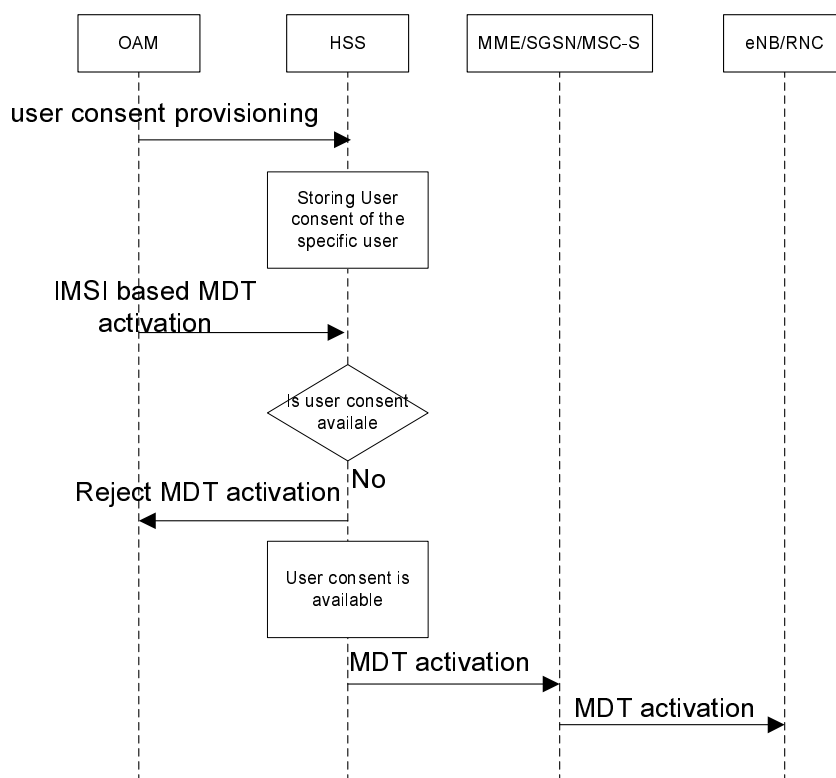 OAM
HSS
MME/SGSN/MSC-S
eNB/RNC
user consent provisioning
Storing User
consent of the
specific user
IMSI based MDT
activation
Is user consent
availale
No
Reject MDT activation
User consent is
available
MDT activation
MDT activation